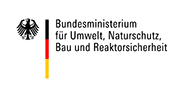 Bundesministerium
für Umwelt, Naturschutz,
Bau und Reaktorsicherheit